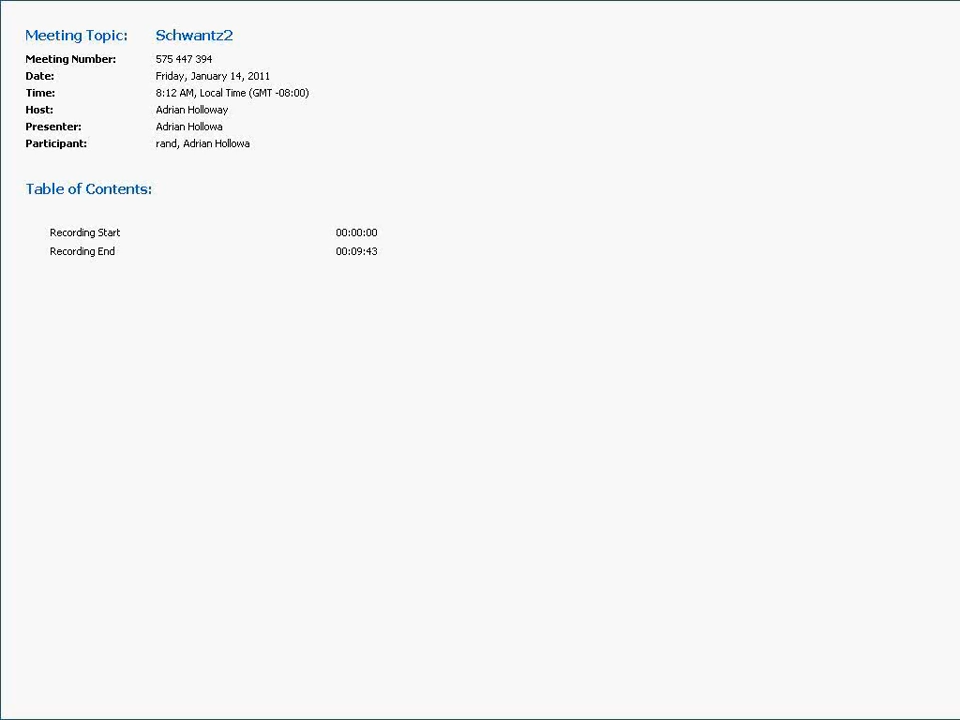 Meeting Topic: Schwantz2
Meeting Number: 575 447 394
Date: Friday, January 14, 2011
Time: 8:12 AM, Local Time (GMT -08:00)
Host: Adrian Holloway
Presenter: Adrian Hollowa
Participant: rand, Adrian Hollowa
Table of Contents:
Recording Start 00:00:00
Recording End 00:09:43